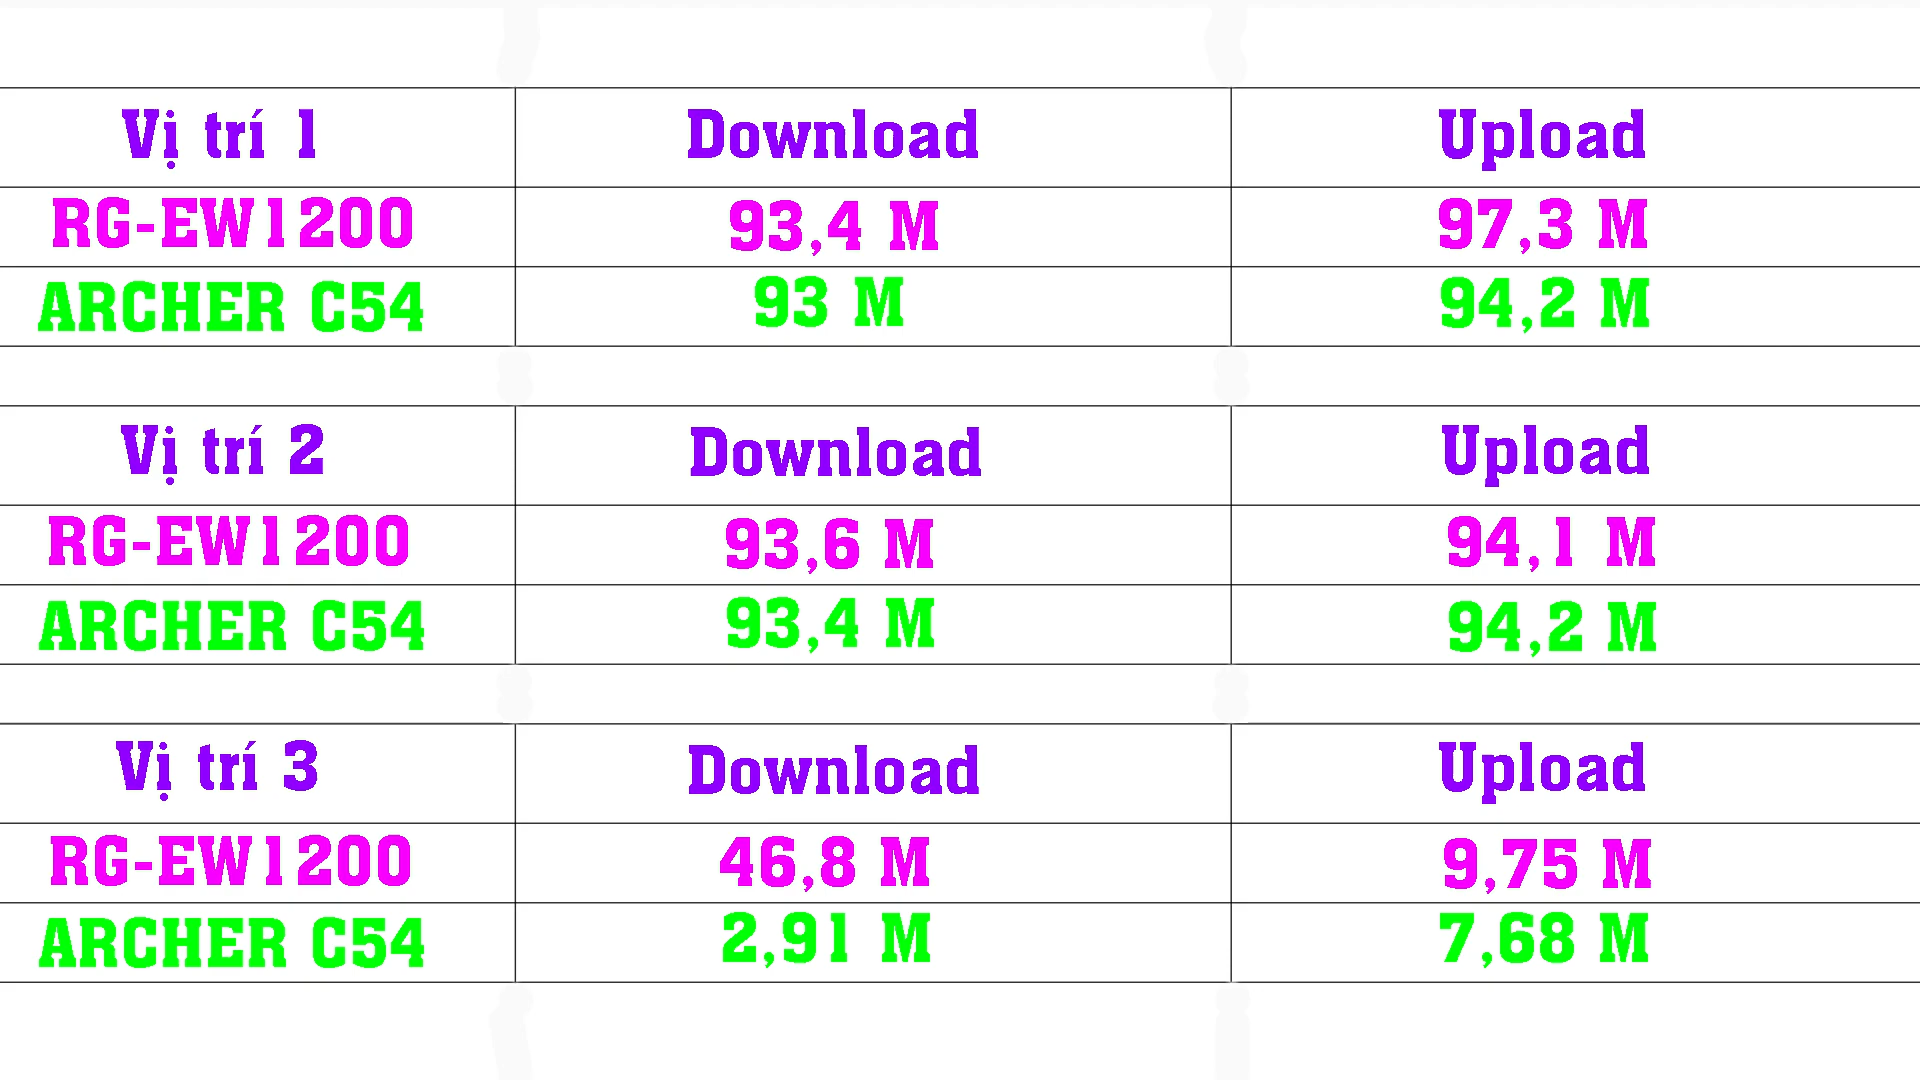 Vị trí 1 Download Upload
RG-EW1200 93,4 M 97,3 M
ARCHER C54 93 M 94,2 M
Vị trí 2 Download Upload
RG-EW1200 93,6 M 94,1 M
ARCHER C54 93,4 M 94,2 M
Vị trí 3 Download Upload
RG-EW1200 46,8 M 9,75 M
ARCHER C54 2,91 M 7,68 M